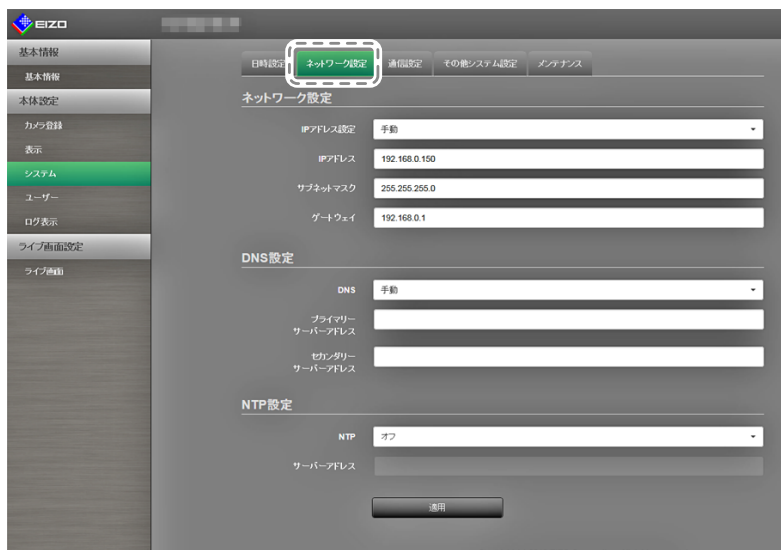 EIZO
基本情報
基本情報
本体設定
カメラ登録
表示
システム
ユーザー
ログ表示
ライブ画面設定
ライブ画面
日時設定 ネットワーク設定 通信設定 その他システム設定 メンテナンス
ネットワーク設定
IPアドレス設定 手動
IPアドレス 192.168.0.150
サブネットマスク 255.255.255.0
ゲートウェイ 192.168.0.1
DNS設定
DNS 手動
プライマリー
サーバーアドレス
セカンダリー
サーバーアドレス
NTP設定
NTP オフ
サーバーアドレス
適用